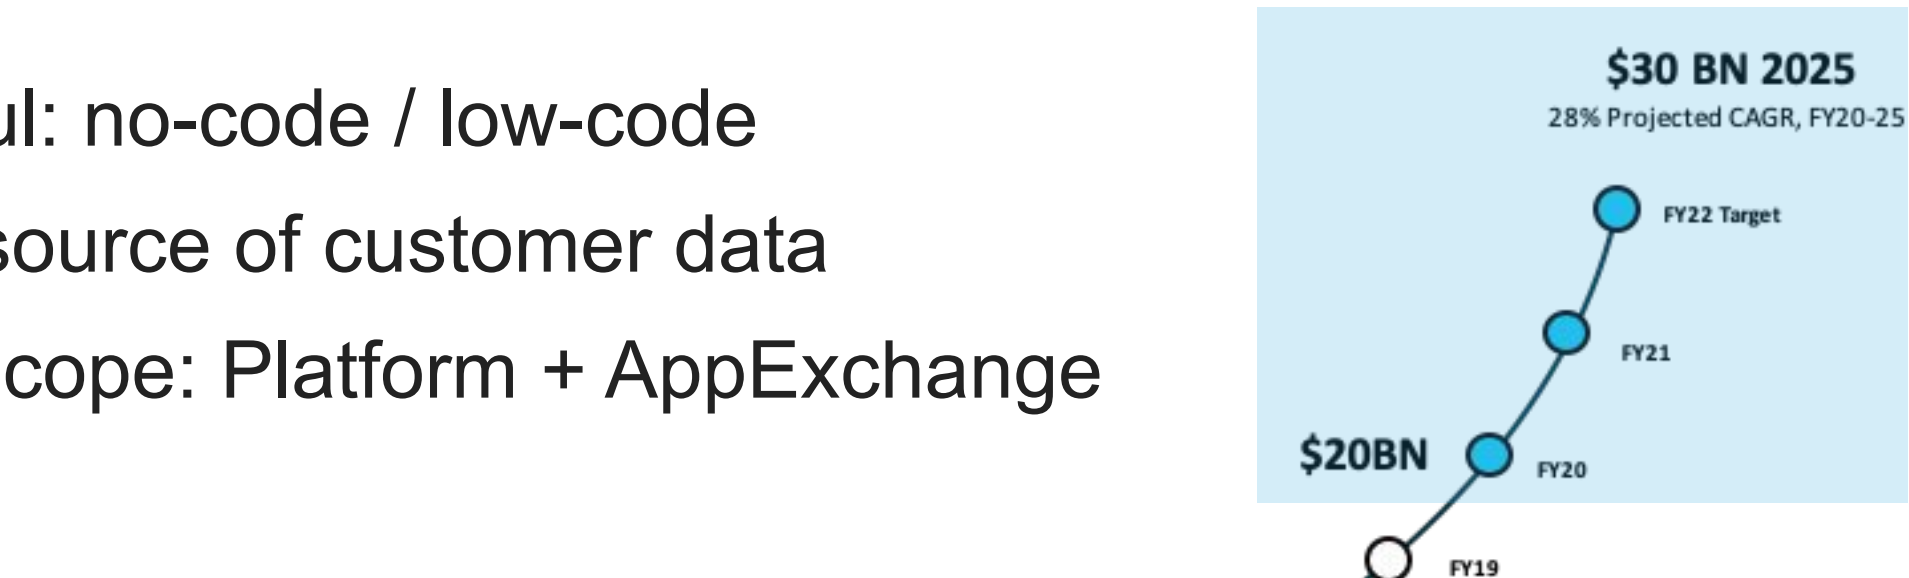 ul: no-code / low-code
source of customer data
cope: Platform + AppExchange
$30 BN 2025
28% Projected CAGR, FY20-25
FY22 Target
FY21
$20BN
FY20
FY19